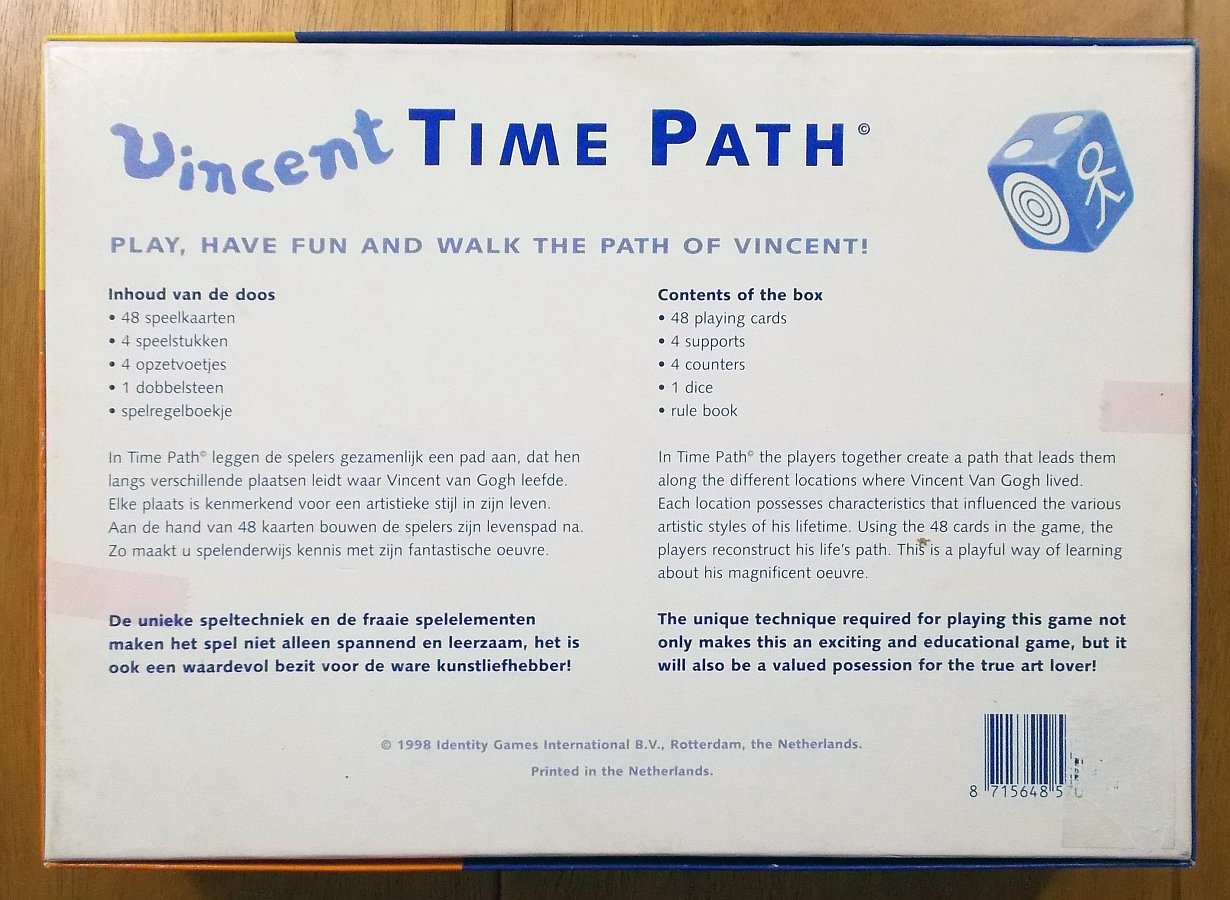 Vincent TIME PATH©
PLAY, HAVE FUN AND WALK THE PATH OF VINCENT!
Inhoud van de doos
• 48 speelkaarten
• 4 speelstukken
• 4 opzetvoetjes
• 1 dobbelsteen
• spelregelboekje
In Time Path© leggen de spelers gezamenlijk een pad aan, dat hen
langs verschillende plaatsen leidt waar Vincent van Gogh leefde.
Elke plaats is kenmerkend voor een artistieke stijl in zijn leven.
Aan de hand van 48 kaarten bouwen de spelers zijn levenspad na.
Zo maakt u spelenderwijs kennis met zijn fantastische oeuvre.
De unieke speltechniek en de fraaie spelelementen
maken het spel niet alleen spannend en leerzaam, het is
ook een waardevol bezit voor de ware kunstliefhebber!
Contents of the box
• 48 playing cards
• 4 supports
• 4 counters
• 1 dice
• rule book
In Time Path© the players together create a path that leads them
along the different locations where Vincent Van Gogh lived.
Each location possesses characteristics that influenced the various
artistic styles of his lifetime. Using the 48 cards in the game, the
players reconstruct his life's path. This is a playful way of learning
about his magnificent oeuvre.
The unique technique required for playing this game not
only makes this an exciting and educational game, but it
will also be a valued posession for the true art lover!
© 1998 Identity Games International B.V., Rotterdam, the Netherlands.
Printed in the Netherlands.
8 715648 5